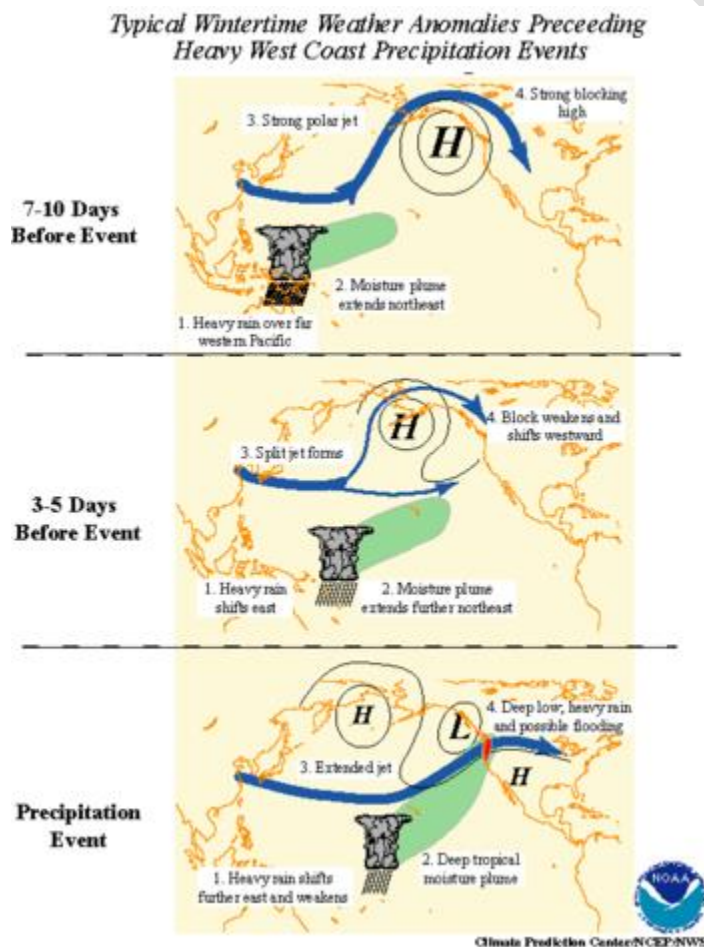 Typical Wintertime Weather Anomalies Preceeding
Heavy West Coast Precipitation Events
7-10 Days
Before Event
3. Strong polar jet
4. Strong blocking
high
H
2. Moisture plume
extends northeast
1. Heavy rain over far
western Pacific
3-5 Days
Before Event
3. Split jet forms
H
4. Block weakens and
shifts westward
1. Heavy rain
shifts east
2. Moisture plume
extends further northeast
Precipitation
Event
H
L
4. Deep low, heavy rain
and possible flooding
3. Extended jet
H
1. Heavy rain shifts
further east and weakens
2. Deep tropical
moisture plume
NOAA
Climate Prediction Center/NCEP/NWS